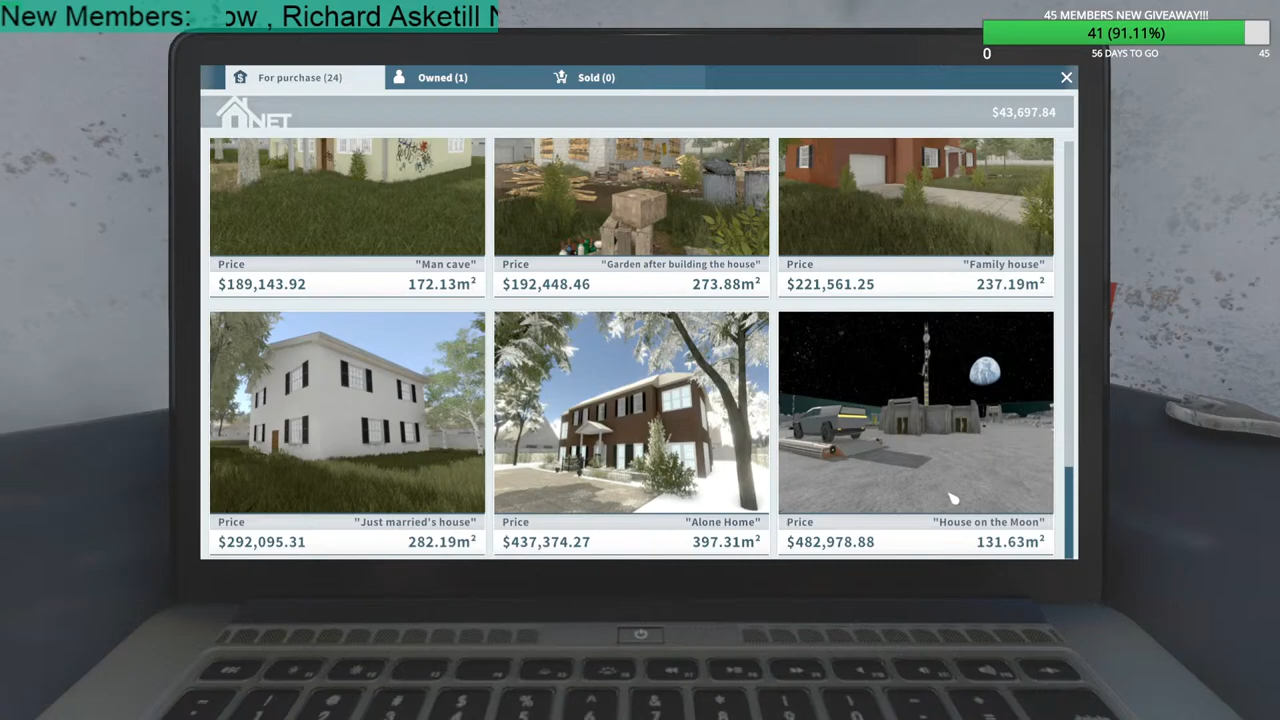 New Members: ow , Richard Asketill N
45 MEMBERS NEW GIVEAWAY!!!
41 (91.11%)
0 56 DAYS TO GO 45
For purchase (24) Owned (1) Sold (0)
NET $43,697.84
Price "Man cave"
$189,143.92 172.13m²
Price "Garden after building the house"
$192,448.46 273.88m²
Price "Family house"
$221,561.25 237.19m²
Price "Just married's house"
$292,095.31 282.19m²
Price "Alone Home"
$437,374.27 397.31m²
Price "House on the Moon"
$482,978.88 131.63m²